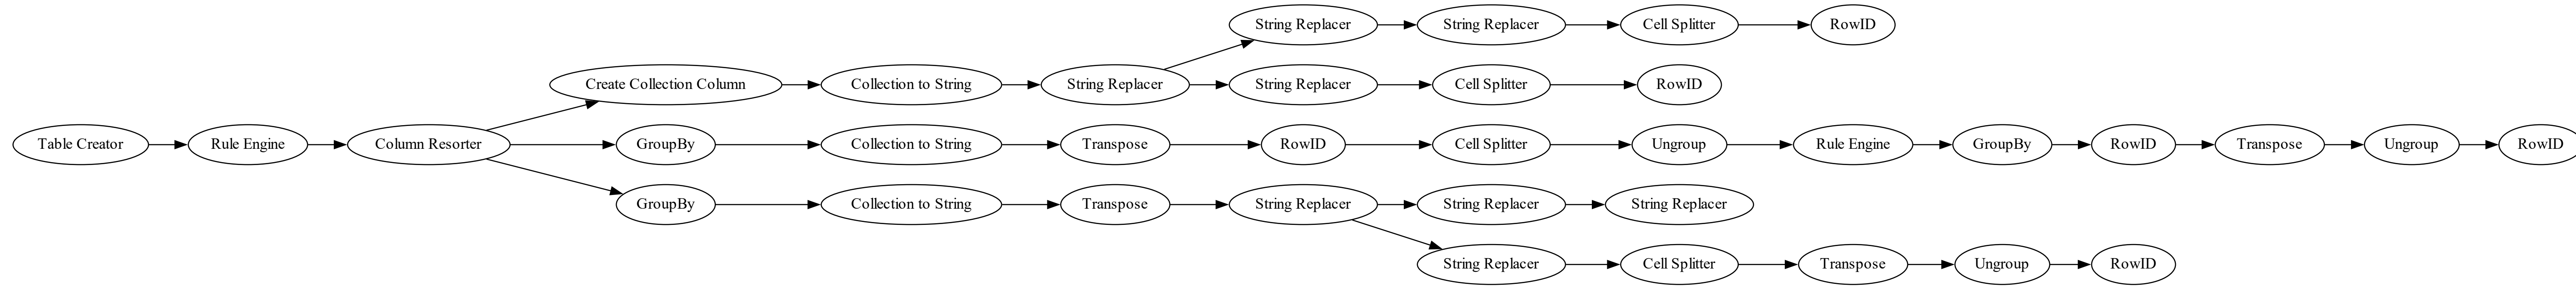 String Replacer String Replacer Cell Splitter RowID
Create Collection Column Collection to String String Replacer String Replacer Cell Splitter RowID
Table Creator Rule Engine Column Resorter GroupBy Collection to String Transpose RowID Cell Splitter Ungroup Rule Engine GroupBy RowID Transpose Ungroup RowID
GroupBy Collection to String Transpose String Replacer String Replacer String Replacer
String Replacer Cell Splitter Transpose Ungroup RowID